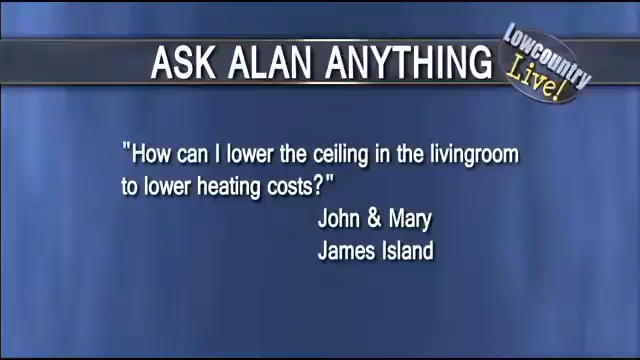 ASK ALAN ANYTHING
Lowcountry
Live!
"How can I lower the ceiling in the livingroom
to lower heating costs?"
John & Mary
James Island